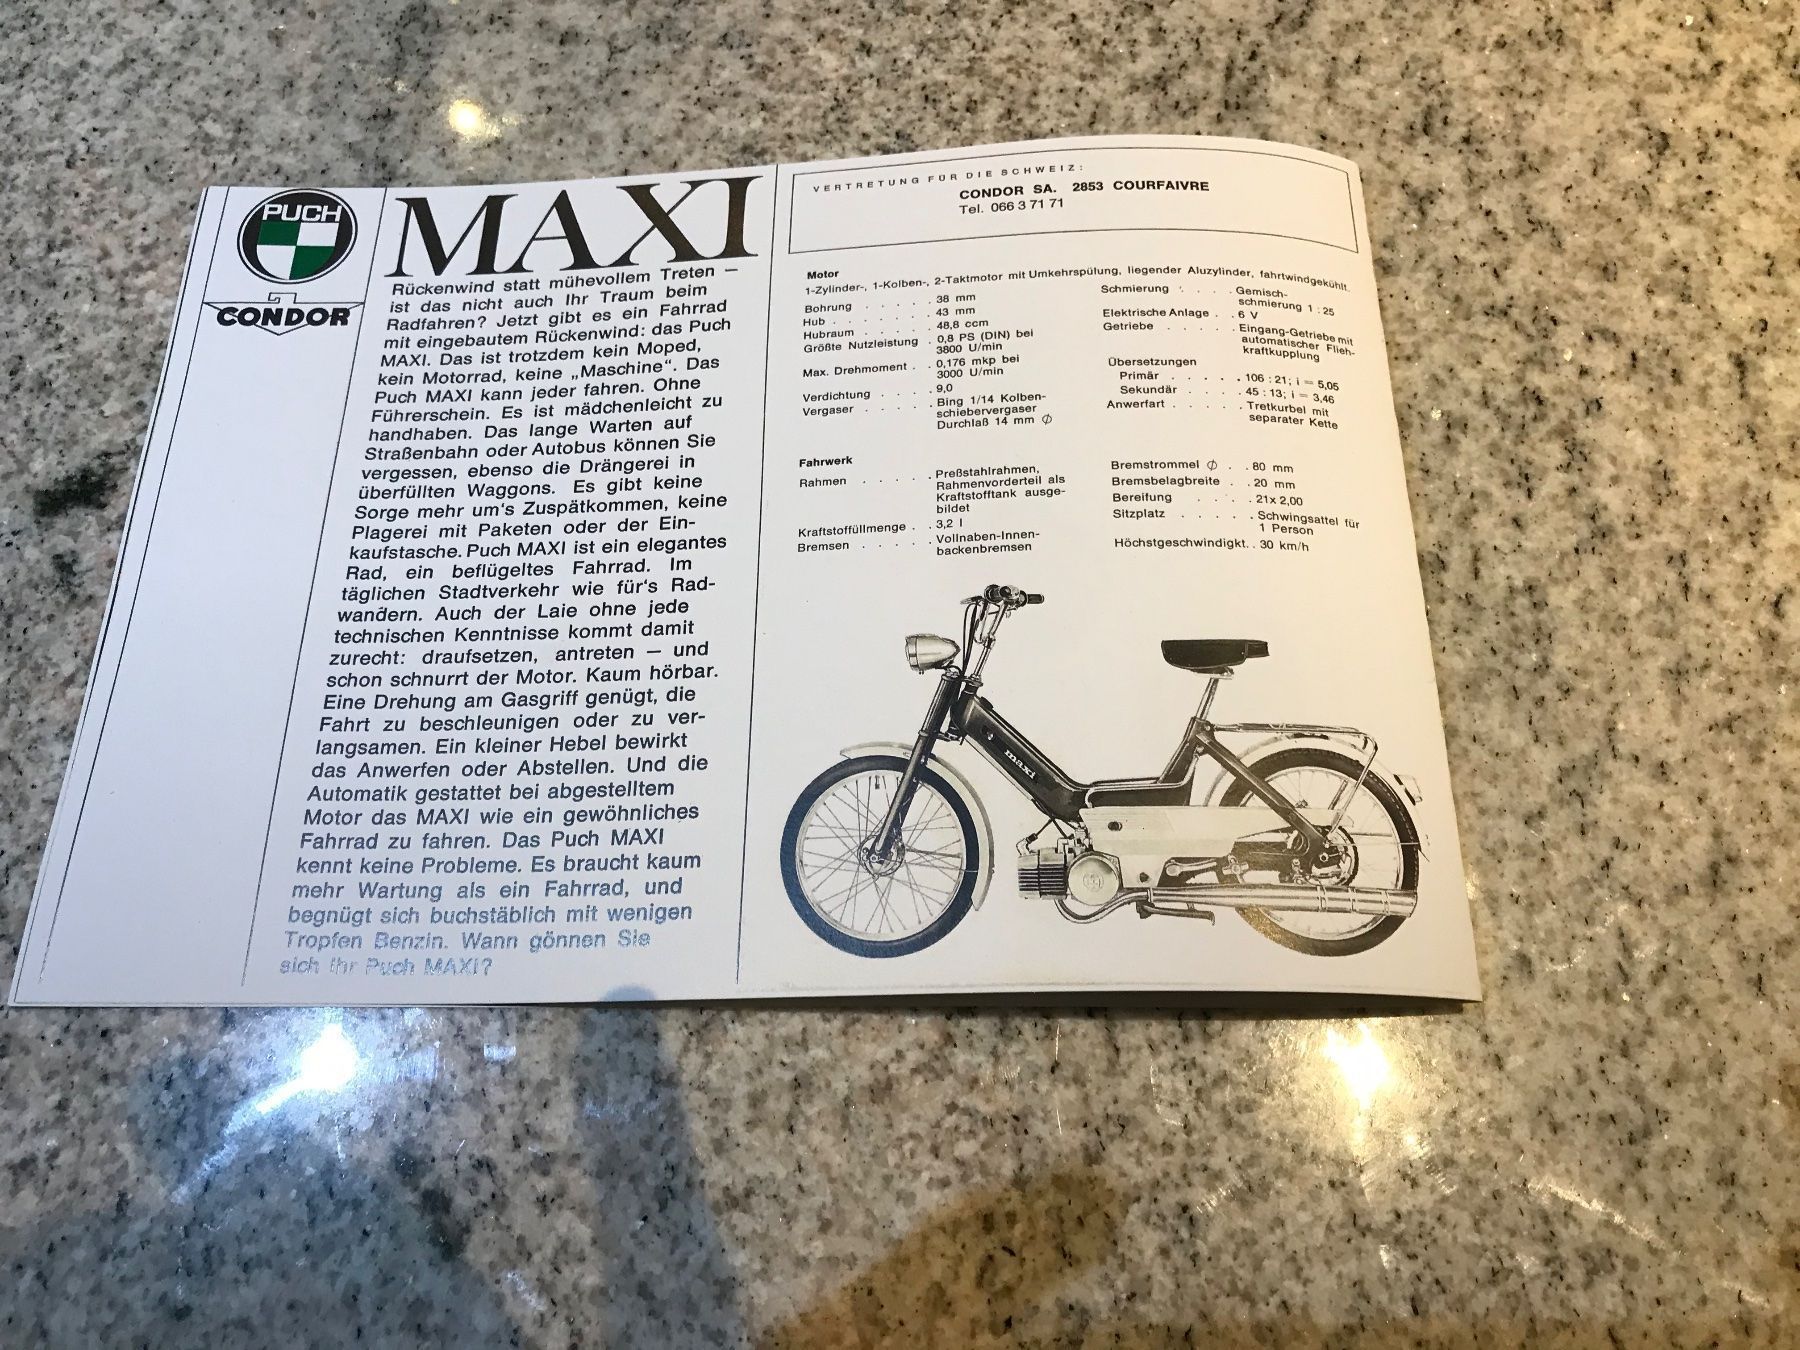 PUCH
CONDOR
MAXI
Rückenwind statt mühevollem Treten —
ist das nicht auch Ihr Traum beim
Radfahren? Jetzt gibt es ein Fahrrad
mit eingebautem Rückenwind: das Puch
MAXI. Das ist trotzdem kein Moped,
kein Motorrad, keine „Maschine“. Das
Puch MAXI kann jeder fahren. Ohne
Führerschein. Es ist mädchenleicht zu
handhaben. Das lange Warten auf
Straßenbahn oder Autobus können Sie
vergessen, ebenso die Drängerei in
überfüllten Waggons. Es gibt keine
Sorge mehr um's Zuspätkommen, keine
Plagerei mit Paketen oder der Ein-
kaufstasche. Puch MAXI ist ein elegantes
Rad, ein beflügeltes Fahrrad. Im
täglichen Stadtverkehr wie für's Rad-
wandern. Auch der Laie ohne jede
technischen Kenntnisse kommt damit
zurecht: draufsetzen, antreten — und
schon schnurrt der Motor. Kaum hörbar.
Eine Drehung am Gasgriff genügt, die
Fahrt zu beschleunigen oder zu ver-
langsamen. Ein kleiner Hebel bewirkt
das Anwerfen oder Abstellen. Und die
Automatik gestattet bei abgestelltem
Motor das MAXI wie ein gewöhnliches
Fahrrad zu fahren. Das Puch MAXI
kennt keine Probleme. Es braucht kaum
mehr Wartung als ein Fahrrad, und
begnügt sich buchstäblich mit wenigen
Tropfen Benzin. Wann gönnen Sie
sich Ihr Puch MAXI?
VERTRETUNG FÜR DIE SCHWEIZ:
CONDOR SA. 2853 COURFAIVRE
Tel. 066 3 71 71
Motor
1-Zylinder-, 1-Kolben-, 2-Taktmotor mit Umkehrspülung, liegender Aluzylinder, fahrtwindgekühlt.
Bohrung . . . . . 38 mm
Hub . . . . . . . 43 mm
Hubraum . . . . . 48,8 ccm
Größte Nutzleistung . 0,8 PS (DIN) bei
3800 U/min
Max. Drehmoment . . 0,176 mkp bei
3000 U/min
Verdichtung . . . . 9,0
Vergaser . . . . . Bing 1/14 Kolben-
schiebervergaser
Durchlaß 14 mm ∅
Schmierung . . . . Gemisch-
schmierung 1 : 25
Elektrische Anlage . . 6 V
Getriebe . . . . . Eingang-Getriebe mit
automatischer Flieh-
kraftkupplung
Übersetzungen
Primär . . . . . 106 : 21; i = 5,05
Sekundär . . . . . 45 : 13; i = 3,46
Anwerfart . . . . . Tretkurbel mit
separater Kette
Fahrwerk
Rahmen . . . . . Preßstahlrahmen,
Rahmenvorderteil als
Kraftstofftank ausge-
bildet
Kraftstoffüllmenge . . 3,2 l
Bremsen . . . . . Vollnaben-Innen-
backenbremsen
Bremstrommel ∅ . . 80 mm
Bremsbelagbreite . . 20 mm
Bereifung . . . . 21x 2,00
Sitzplatz . . . . . Schwingsattel für
1 Person
Höchstgeschwindigkt. . 30 km/h
maxi